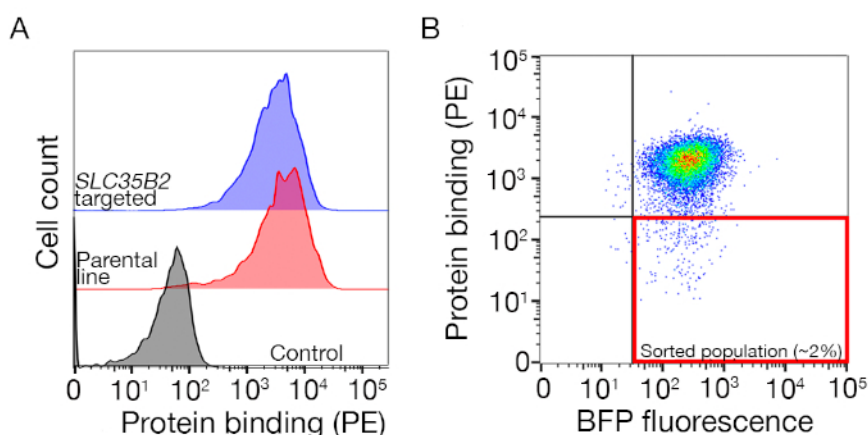 A
Cell count
SLC35B2
targeted
Parental
line
Control
0 10¹ 10² 10³ 10⁴ 10⁵
Protein binding (PE)
B
Protein binding (PE)
10⁵
10⁴
10³
10²
10¹
0
Sorted population (~2%)
0 10¹ 10² 10³ 10⁴ 10⁵
BFP fluorescence